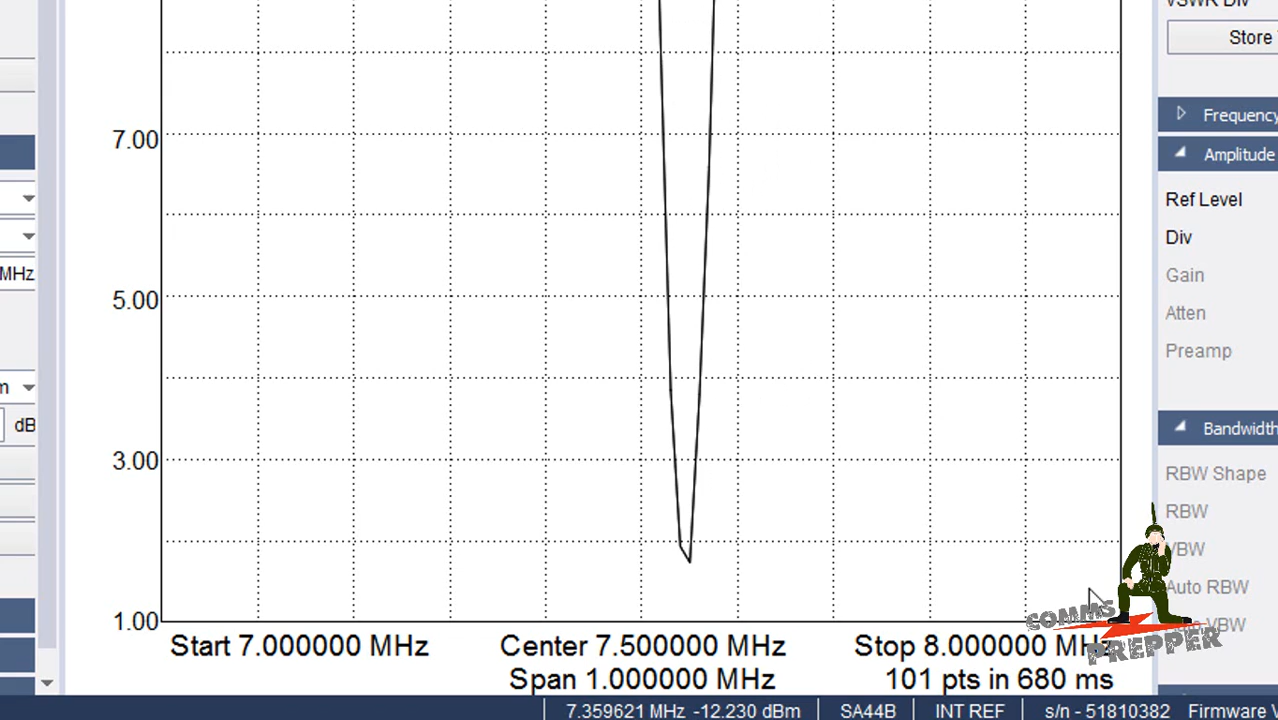 VSWR Div
Store
Frequency
7.00
Amplitude
Ref Level
Div
MHz
Gain
5.00
Atten
Preamp
m
dB
Bandwidth
3.00
RBW Shape
RBW
VBW
Auto RBW
1.00
VBW
COMMS
PREPPER
Start 7.000000 MHz
Center 7.500000 MHz
Stop 8.000000 MHz
Span 1.000000 MHz
101 pts in 680 ms
7.359621 MHz -12.230 dBm
SA44B
INT REF
s/n - 51810382
Firmware V